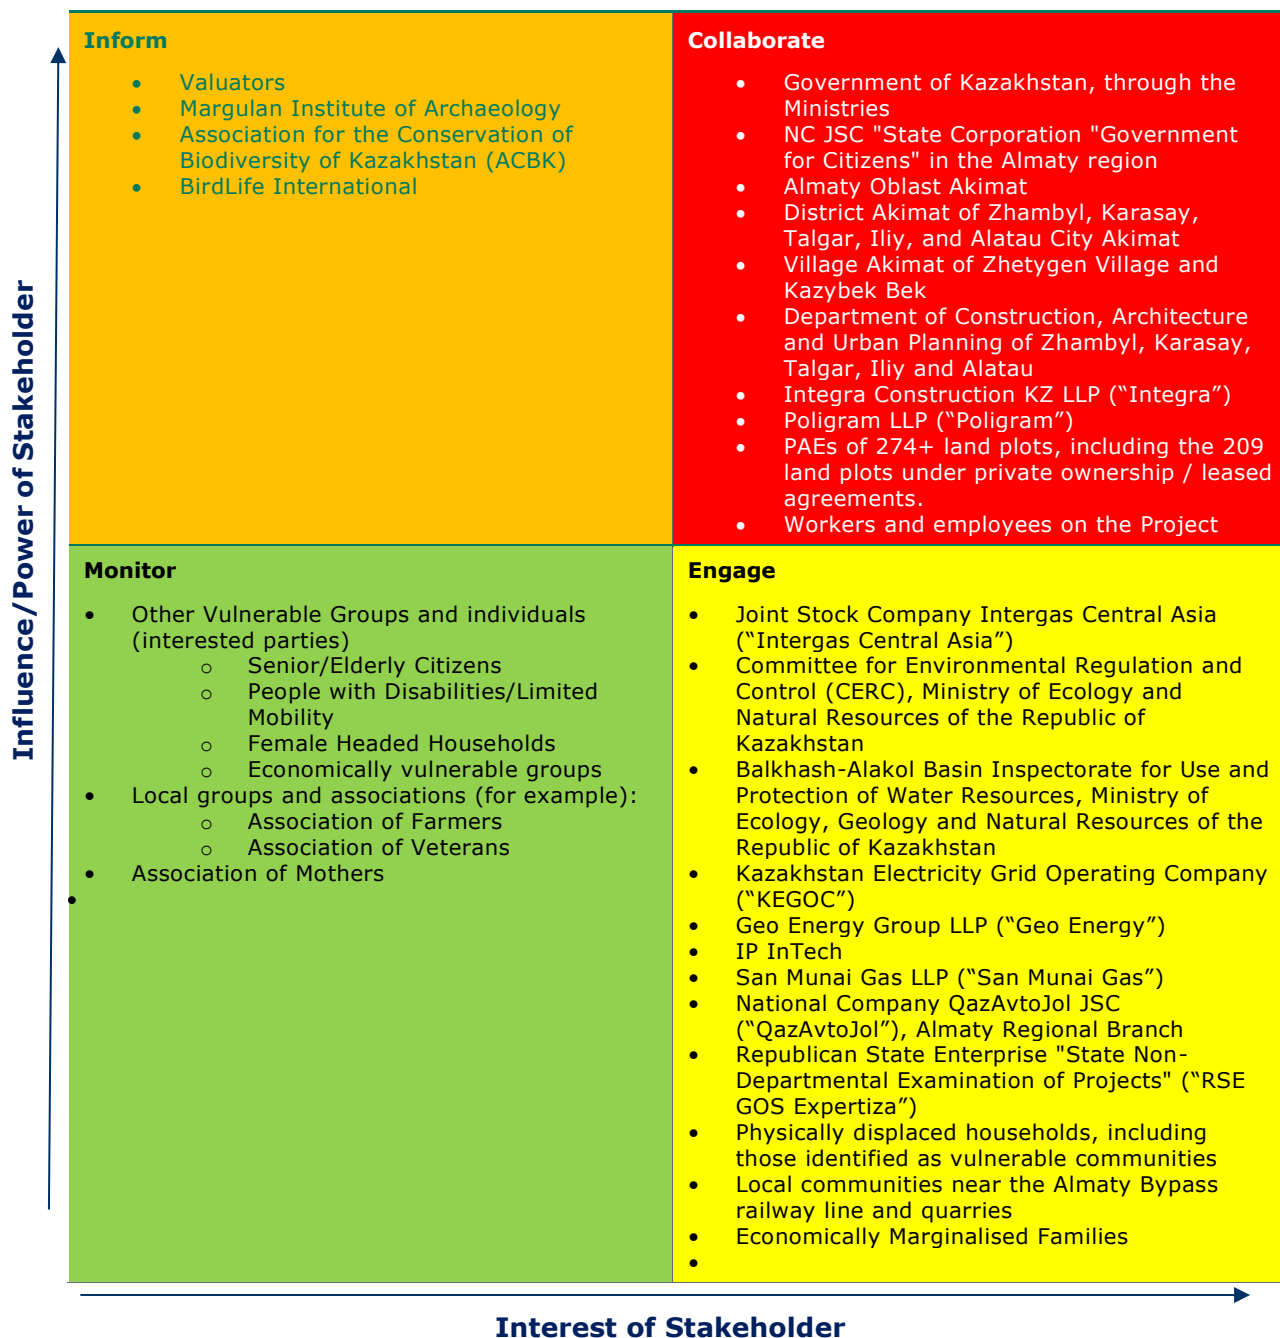 Influence/Power of Stakeholder
Inform
• Valuators
• Margulan Institute of Archaeology
• Association for the Conservation of
Biodiversity of Kazakhstan (ACBK)
• BirdLife International
Collaborate
• Government of Kazakhstan, through the
Ministries
• NC JSC "State Corporation "Government
for Citizens" in the Almaty region
• Almaty Oblast Akimat
• District Akimat of Zhambyl, Karasay,
Talgar, Iliy, and Alatau City Akimat
• Village Akimat of Zhetygen Village and
Kazybek Bek
• Department of Construction, Architecture
and Urban Planning of Zhambyl, Karasay,
Talgar, Iliy and Alatau
• Integra Construction KZ LLP (“Integra”)
• Poligram LLP (“Poligram”)
• PAEs of 274+ land plots, including the 209
land plots under private ownership / leased
agreements.
• Workers and employees on the Project
Monitor
• Other Vulnerable Groups and individuals
(interested parties)
o Senior/Elderly Citizens
o People with Disabilities/Limited
Mobility
o Female Headed Households
o Economically vulnerable groups
• Local groups and associations (for example):
o Association of Farmers
o Association of Veterans
• Association of Mothers
•
Engage
• Joint Stock Company Intergas Central Asia
(“Intergas Central Asia”)
• Committee for Environmental Regulation and
Control (CERC), Ministry of Ecology and
Natural Resources of the Republic of
Kazakhstan
• Balkhash-Alakol Basin Inspectorate for Use and
Protection of Water Resources, Ministry of
Ecology, Geology and Natural Resources of the
Republic of Kazakhstan
• Kazakhstan Electricity Grid Operating Company
(“KEGOC”)
• Geo Energy Group LLP (“Geo Energy”)
• IP InTech
• San Munai Gas LLP (“San Munai Gas”)
• National Company QazAvtoJol JSC
(“QazAvtoJol”), Almaty Regional Branch
• Republican State Enterprise "State Non-
Departmental Examination of Projects" (“RSE
GOS Expertiza”)
• Physically displaced households, including
those identified as vulnerable communities
• Local communities near the Almaty Bypass
railway line and quarries
• Economically Marginalised Families
•
Interest of Stakeholder